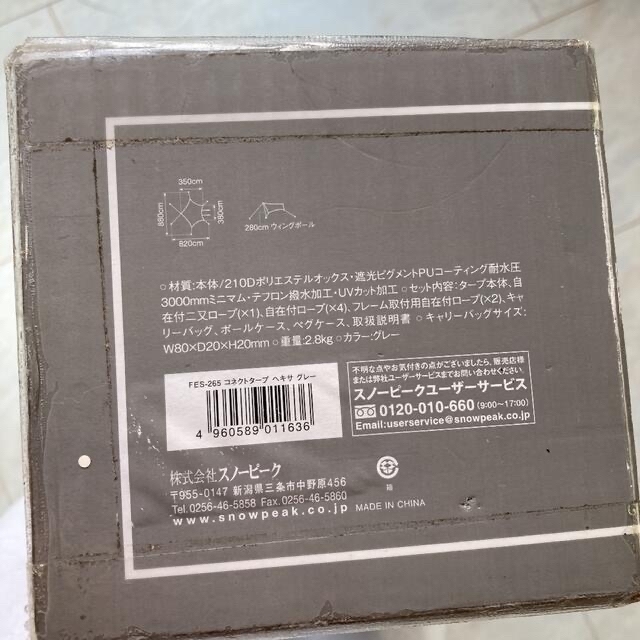 350cm
880cm
380cm
820cm
280cm ウィングポール
○材質:本体/210Dポリエステルオックス・遮光ピグメントPUコーティング耐水圧
3000mmミニマム・テフロン撥水加工・UVカット加工 ○セット内容:タープ本体、自
在付二又ロープ(×1)、自在付ロープ(×4)、フレーム取付用自在付ロープ(×2)、キャ
リーバッグ、ポールケース、ペグケース、取扱説明書 ○キャリーバッグサイズ:
W80×D20×H20mm ○重量:2.8kg ○カラー:グレー
FES-265 コネクトタープ ヘキサ グレー
4 960589 011636
不明な点やお気付きの点がございましたら、販売店様
または弊社ユーザーサービスまでお問い合わせください。
スノーピークユーザーサービス
0120-010-660 (9:00~17:00)
Email:userservice@snowpeak.co.jp
株式会社スノーピーク
〒955-0147 新潟県三条市中野原456
Tel.0256-46-5858 Fax.0256-46-5860
www.snowpeak.co.jp MADE IN CHINA
箱